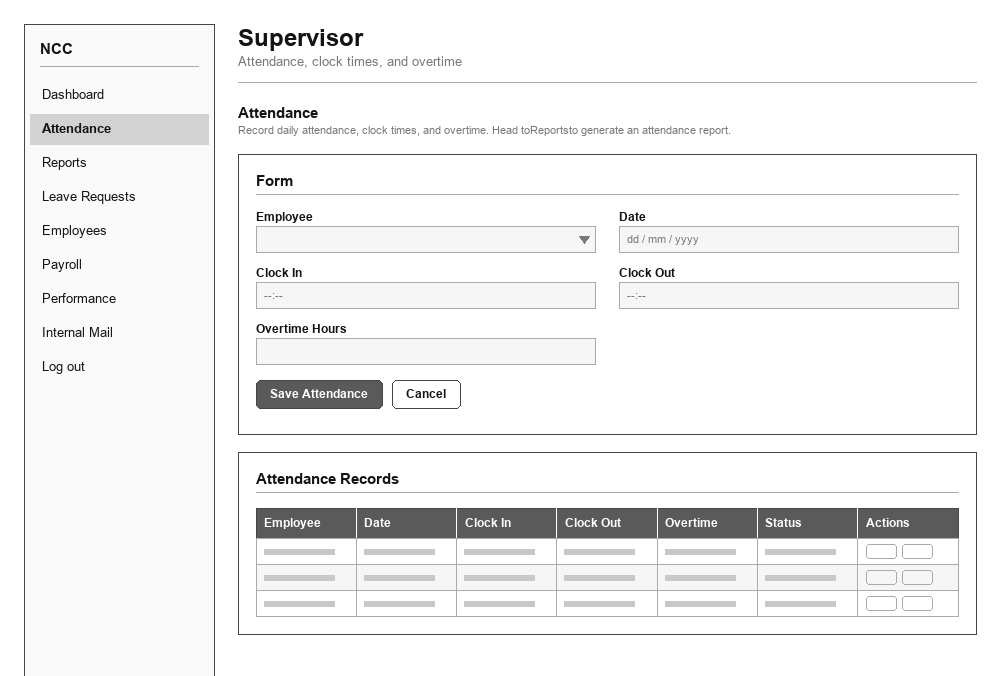 NCC
Dashboard
Attendance
Reports
Leave Requests
Employees
Payroll
Performance
Internal Mail
Log out
Supervisor
Attendance, clock times, and overtime
Attendance
Record daily attendance, clock times, and overtime. Head toReportsto generate an attendance report.
Form
Employee Date
dd / mm / yyyy
Clock In Clock Out
--:-- --:--
Overtime Hours
Save Attendance Cancel
Attendance Records
Employee Date Clock In Clock Out Overtime Status Actions